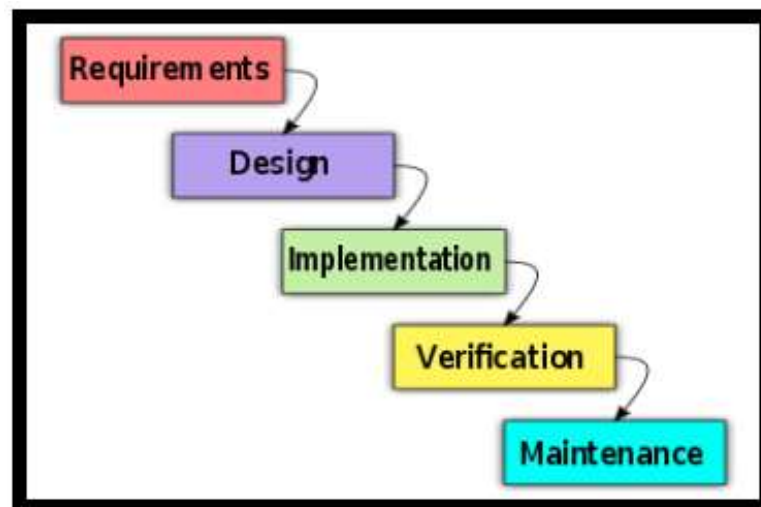 Requirements
Design
Implementation
Verification
Maintenance